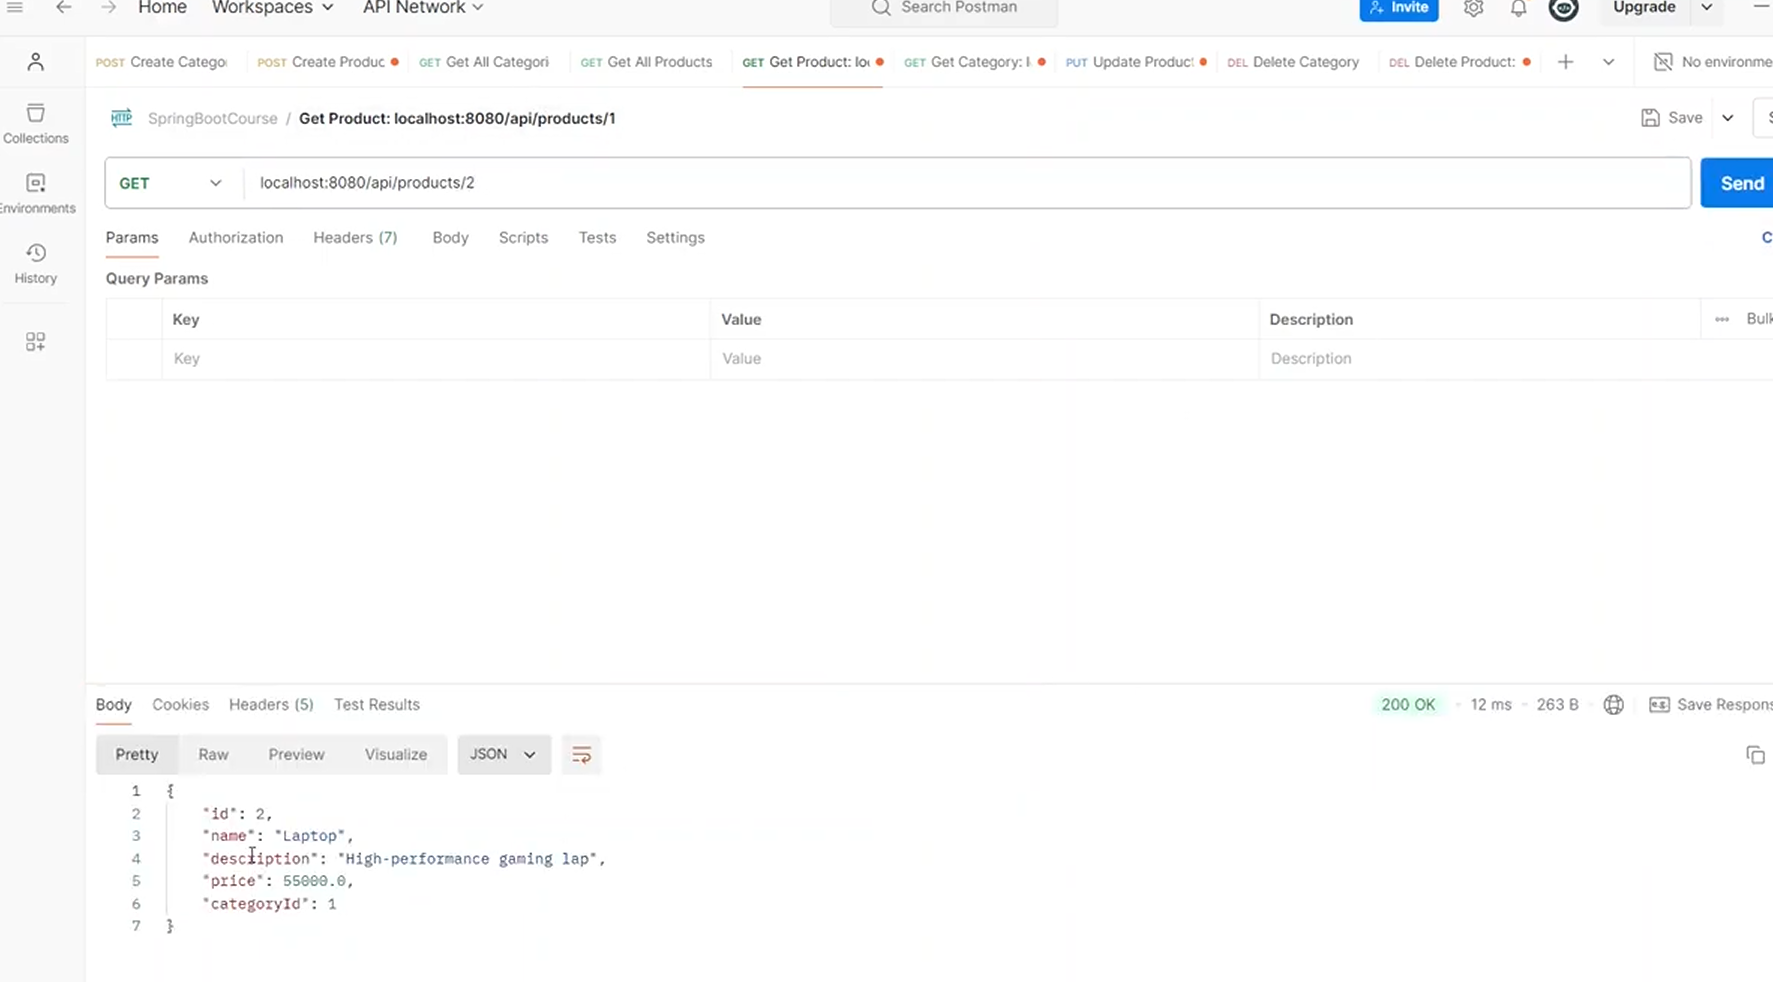 Home Workspaces API Network Search Postman Invite Upgrade
POST Create Catego POST Create Produc GET Get All Categori GET Get All Products GET Get Product: lo GET Get Category: PUT Update Product DEL Delete Category DEL Delete Product: No environme
SpringBootCourse / Get Product: localhost:8080/api/products/1 Save
Collections
GET localhost:8080/api/products/2 Send
Environments
Params Authorization Headers (7) Body Scripts Tests Settings C
History
Query Params
Key Value Description Bulk
Key Value Description
Body Cookies Headers (5) Test Results 200 OK 12 ms 263 B Save Respons
Pretty Raw Preview Visualize JSON
1 {
2 "id": 2,
3 "name": "Laptop",
4 "description": "High-performance gaming lap",
5 "price": 55000.0,
6 "categoryId": 1
7 }